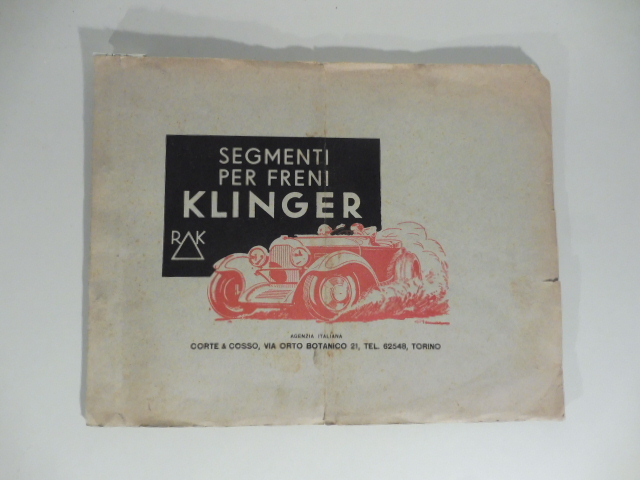 SEGMENTI
PER FRENI
KLINGER
RAK
AGENZIA ITALIANA
CORTE & COSSO, VIA ORTO BOTANICO 21, TEL. 62548, TORINO